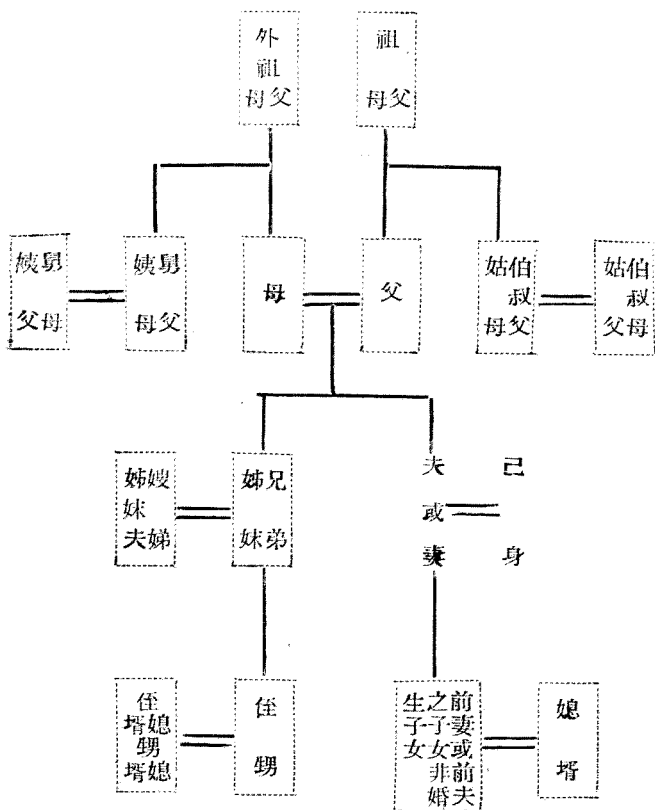 祖父母
外祖父母
伯叔母
姑父
伯叔父
姑母
父
母
舅父
姨母
舅母
姨父
己身
夫或妻
兄弟
姊妹
嫂娣
姊妹夫
媳壻
前妻或前夫
之子女非婚
生子女
侄甥
侄媳壻
甥媳壻